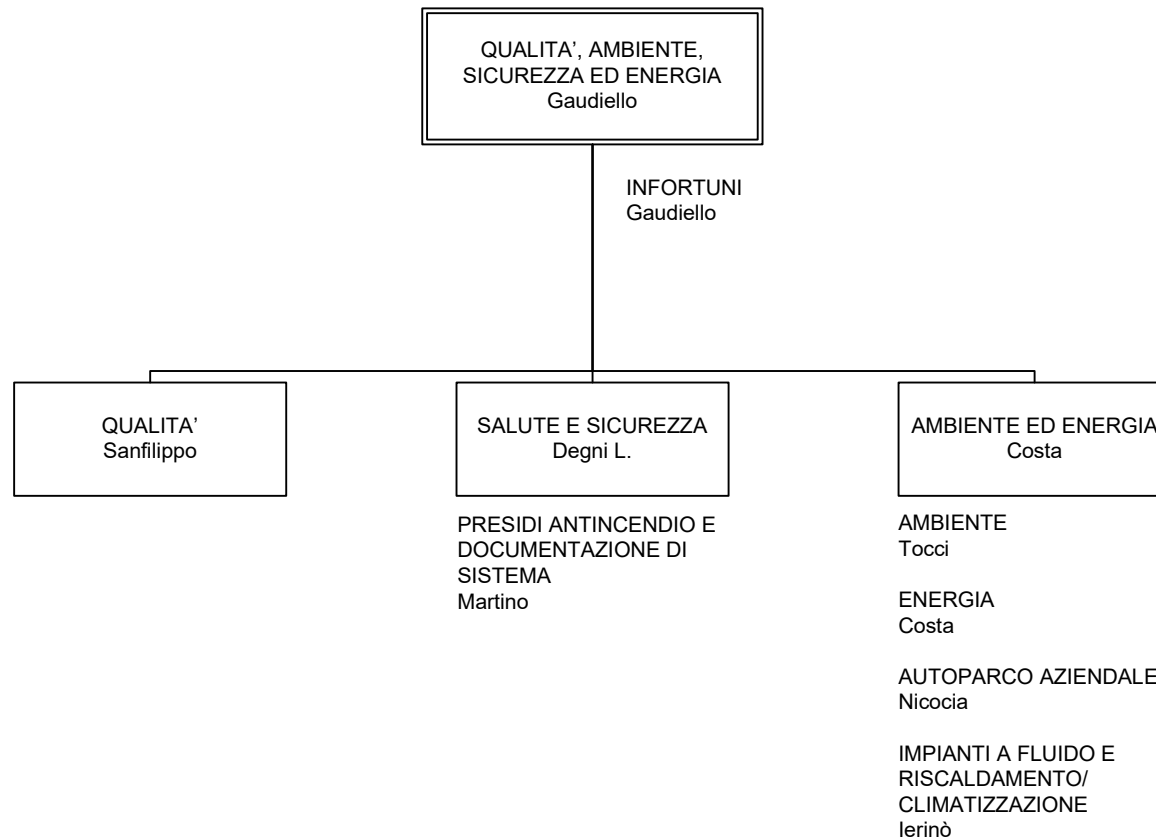 QUALITA’, AMBIENTE,
SICUREZZA ED ENERGIA
Gaudiello
INFORTUNI
Gaudiello
QUALITA’
Sanfilippo
SALUTE E SICUREZZA
Degni L.
AMBIENTE ED ENERGIA
Costa
PRESIDI ANTINCENDIO E
DOCUMENTAZIONE DI
SISTEMA
Martino
AMBIENTE
Tocci
ENERGIA
Costa
AUTOPARCO AZIENDALE
Nicocia
IMPIANTI A FLUIDO E
RISCALDAMENTO/
CLIMATIZZAZIONE
Ierinò